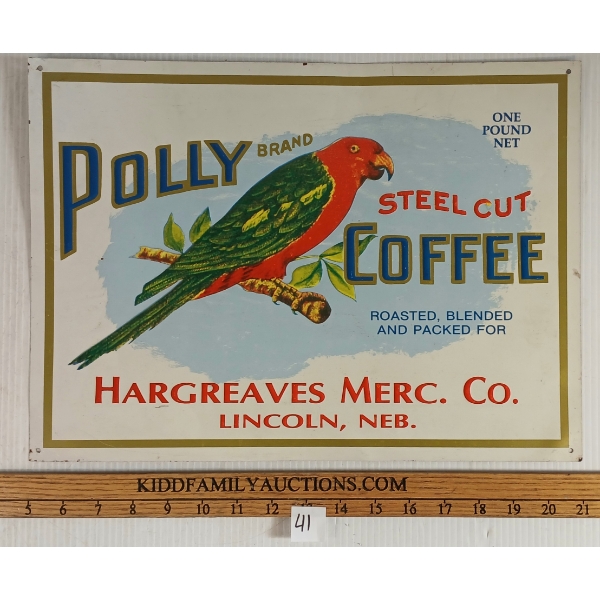 POLLY BRAND
ONE
POUND
NET
STEEL CUT
COFFEE
ROASTED, BLENDED
AND PACKED FOR
HARGREAVES MERC. CO.
LINCOLN, NEB.
KIDDFAMILYAUCTIONS.COM
5 6 7 8 9 10 11 12 14 15 16 17 18 19 20 21
41